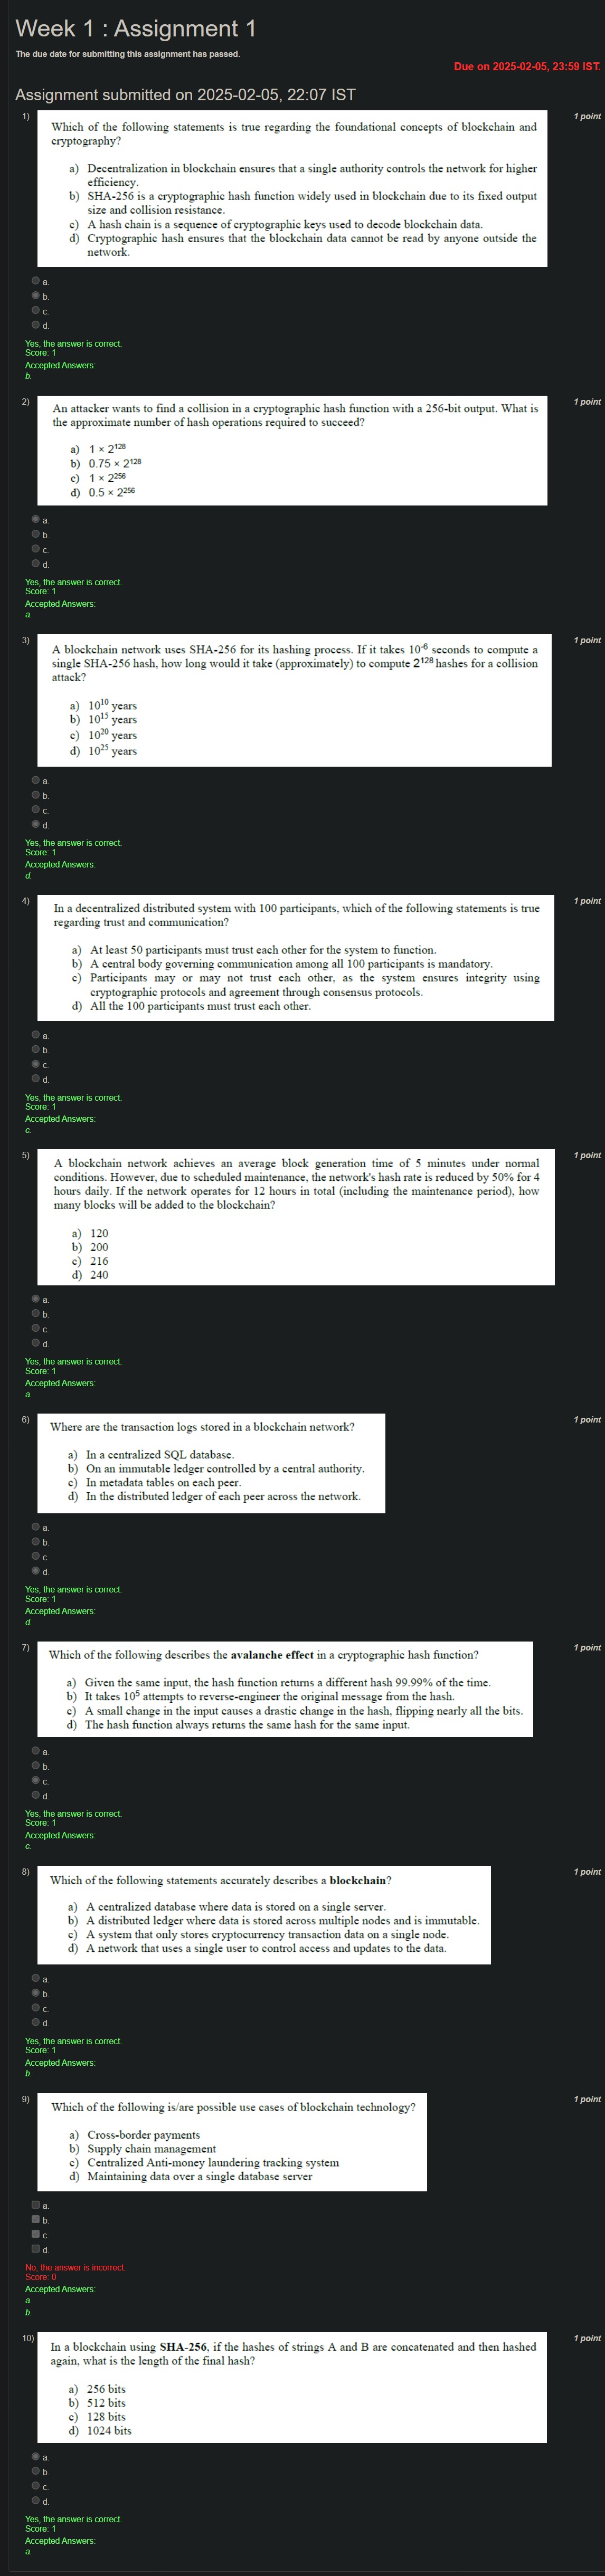 Week 1 : Assignment 1
The due date for submitting this assignment has passed.
Due on 2025-02-05, 23:59 IST.
Assignment submitted on 2025-02-05, 22:07 IST
1)
1 point
Which of the following statements is true regarding the foundational concepts of blockchain and
cryptography?
a) Decentralization in blockchain ensures that a single authority controls the network for higher
efficiency.
b) SHA-256 is a cryptographic hash function widely used in blockchain due to its fixed output
size and collision resistance.
c) A hash chain is a sequence of cryptographic keys used to decode blockchain data.
d) Cryptographic hash ensures that the blockchain data cannot be read by anyone outside the
network.
a.
b.
c.
d.
Yes, the answer is correct.
Score: 1
Accepted Answers:
b.
2)
1 point
An attacker wants to find a collision in a cryptographic hash function with a 256-bit output. What is
the approximate number of hash operations required to succeed?
a) 1 × 2¹²⁸
b) 0.75 × 2¹²⁸
c) 1 × 2²⁵⁶
d) 0.5 × 2²⁵⁶
a.
b.
c.
d.
Yes, the answer is correct.
Score: 1
Accepted Answers:
a.
3)
1 point
A blockchain network uses SHA-256 for its hashing process. If it takes 10⁻⁶ seconds to compute a
single SHA-256 hash, how long would it take (approximately) to compute 2¹²⁸ hashes for a collision
attack?
a) 10¹⁰ years
b) 10¹⁵ years
c) 10²⁰ years
d) 10²⁵ years
a.
b.
c.
d.
Yes, the answer is correct.
Score: 1
Accepted Answers:
d.
4)
1 point
In a decentralized distributed system with 100 participants, which of the following statements is true
regarding trust and communication?
a) At least 50 participants must trust each other for the system to function.
b) A central body governing communication among all 100 participants is mandatory.
c) Participants may or may not trust each other, as the system ensures integrity using
cryptographic protocols and agreement through consensus protocols.
d) All the 100 participants must trust each other.
a.
b.
c.
d.
Yes, the answer is correct.
Score: 1
Accepted Answers:
c.
5)
1 point
A blockchain network achieves an average block generation time of 5 minutes under normal
conditions. However, due to scheduled maintenance, the network's hash rate is reduced by 50% for 4
hours daily. If the network operates for 12 hours in total (including the maintenance period), how
many blocks will be added to the blockchain?
a) 120
b) 200
c) 216
d) 240
a.
b.
c.
d.
Yes, the answer is correct.
Score: 1
Accepted Answers:
a.
6)
1 point
Where are the transaction logs stored in a blockchain network?
a) In a centralized SQL database.
b) On an immutable ledger controlled by a central authority.
c) In metadata tables on each peer.
d) In the distributed ledger of each peer across the network.
a.
b.
c.
d.
Yes, the answer is correct.
Score: 1
Accepted Answers:
d.
7)
1 point
Which of the following describes the avalanche effect in a cryptographic hash function?
a) Given the same input, the hash function returns a different hash 99.99% of the time.
b) It takes 10⁵ attempts to reverse-engineer the original message from the hash.
c) A small change in the input causes a drastic change in the hash, flipping nearly all the bits.
d) The hash function always returns the same hash for the same input.
a.
b.
c.
d.
Yes, the answer is correct.
Score: 1
Accepted Answers:
c.
8)
1 point
Which of the following statements accurately describes a blockchain?
a) A centralized database where data is stored on a single server.
b) A distributed ledger where data is stored across multiple nodes and is immutable.
c) A system that only stores cryptocurrency transaction data on a single node.
d) A network that uses a single user to control access and updates to the data.
a.
b.
c.
d.
Yes, the answer is correct.
Score: 1
Accepted Answers:
b.
9)
1 point
Which of the following is/are possible use cases of blockchain technology?
a) Cross-border payments
b) Supply chain management
c) Centralized Anti-money laundering tracking system
d) Maintaining data over a single database server
a.
b.
c.
d.
No, the answer is incorrect.
Score: 0
Accepted Answers:
a.
b.
10)
1 point
In a blockchain using SHA-256, if the hashes of strings A and B are concatenated and then hashed
again, what is the length of the final hash?
a) 256 bits
b) 512 bits
c) 128 bits
d) 1024 bits
a.
b.
c.
d.
Yes, the answer is correct.
Score: 1
Accepted Answers:
a.